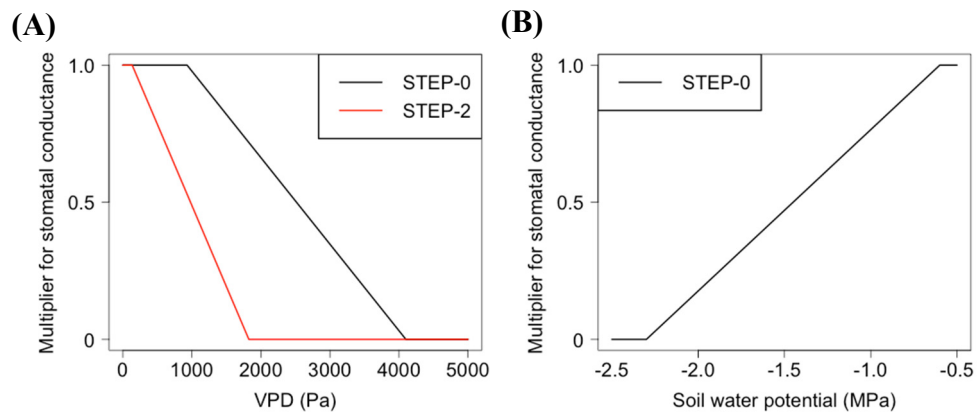 (A)
Multiplier for stomatal conductance
1.0
0.5
0
STEP-0
STEP-2
0 1000 2000 3000 4000 5000
VPD (Pa)
(B)
Multiplier for stomatal conductance
1.0
0.5
0
STEP-0
-2.5 -2.0 -1.5 -1.0 -0.5
Soil water potential (MPa)